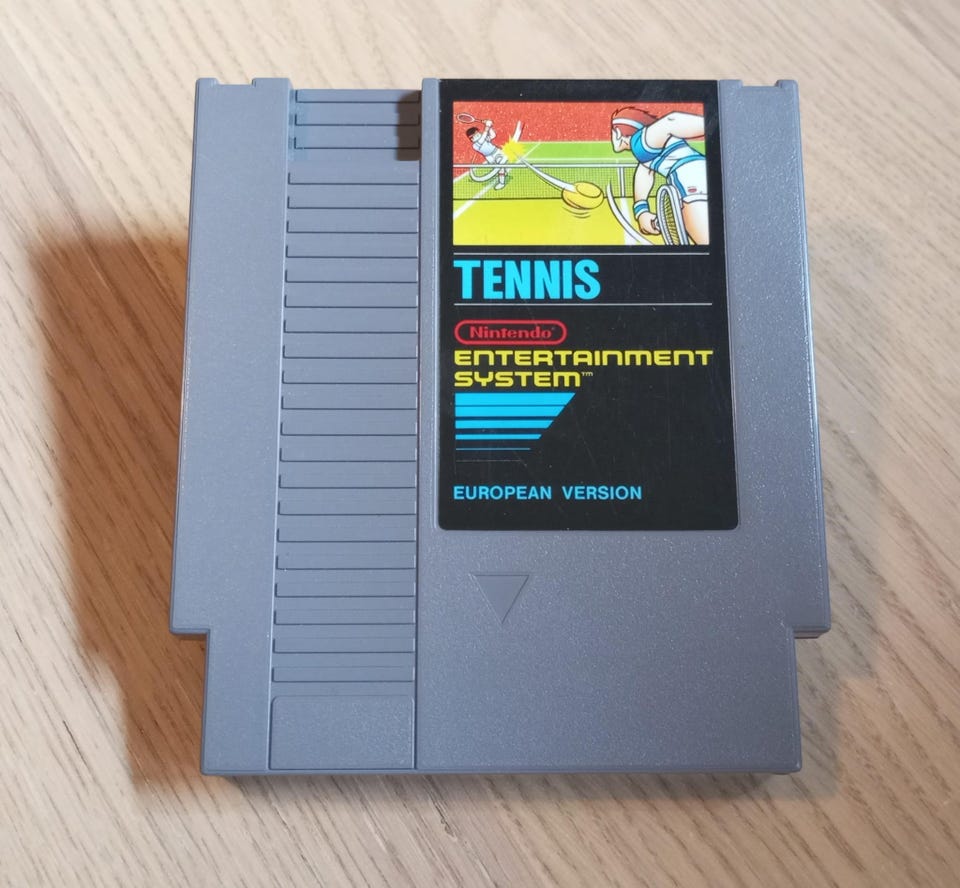 TENNIS
Nintendo®
ENTERTAINMENT
SYSTEM™
EUROPEAN VERSION